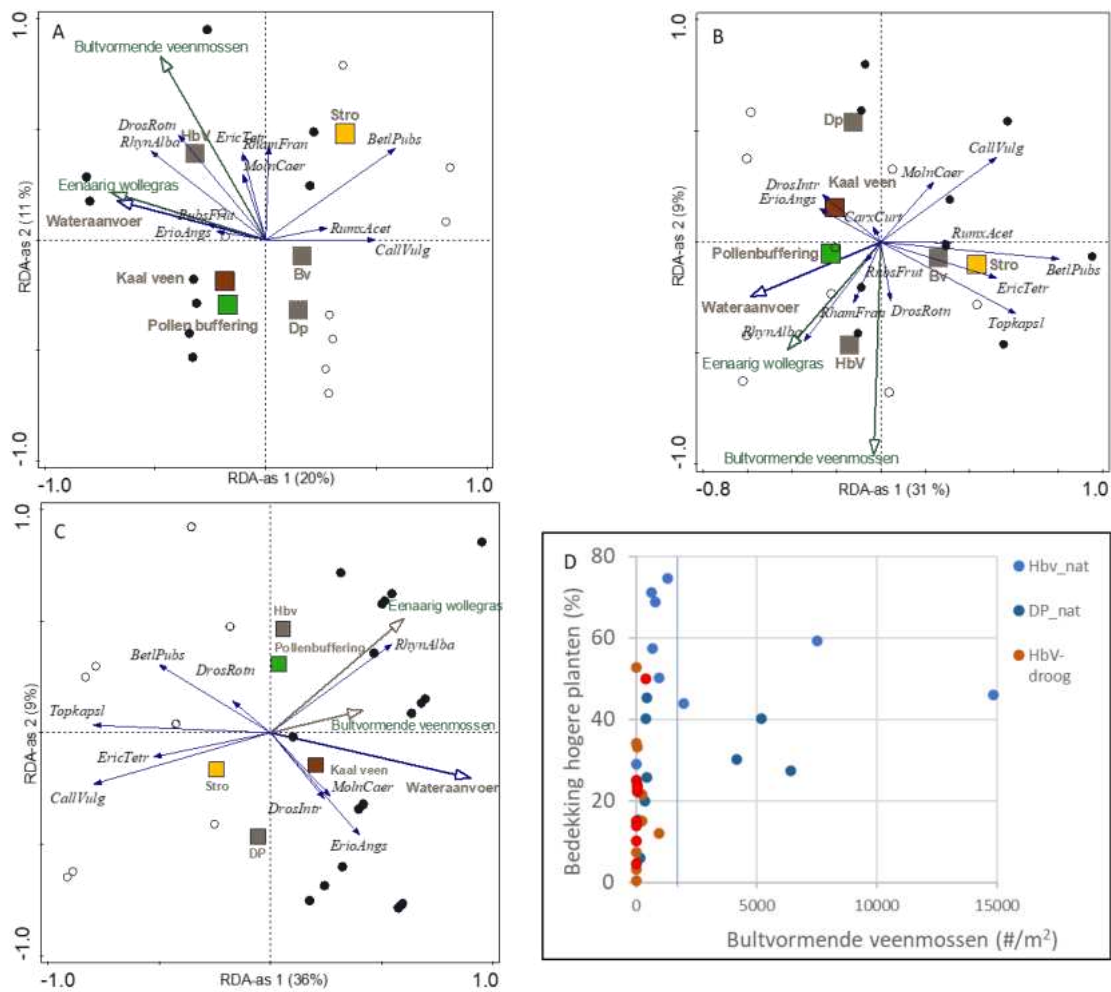 A
1.0
Bultvormende veenmossen
DrosRotn
HbV
EricTetr
RhamFran
Stro
BetlPubs
RhynAlba
MolnCaer
Eenaarig wollegras
Wateraanvoer
RubsFrut
ErioAngs
RumxAcet
CallVulg
Kaal veen
Bv
Pollen buffering
Dp
RDA-as 2 (11 %)
-1.0
-1.0
RDA-as 1 (20%)
1.0
B
1.0
Dp
CallVulg
MolnCaer
DrosIntr
Kaal veen
ErioAngs
CarxCurt
RumxAcet
Pollenbuffering
Bv
Stro
BetlPubs
RubsFrut
EricTetr
Wateraanvoer
RhamFran
DrosRotn
Topkapsl
RhynAlba
Eenaarig wollegras
HbV
Bultvormende veenmossen
RDA-as 2 (9%)
-1.0
-0.8
RDA-as 1 (31 %)
1.0
C
1.0
Hbv
Eenaarig wollegras
Pollenbuffering
RhynAlba
BetlPubs
DrosRotn
Topkapsl
Bultvormende veenmossen
EricTetr
Stro
Kaal veen
Wateraanvoer
CallVulg
MolnCaer
DrosIntr
ErioAngs
DP
RDA-as 2 (9%)
-1.0
-1.0
RDA-as 1 (36%)
1.0
D
80
60
40
20
0
Bedekking hogere planten (%)
0
5000
10000
15000
Bultvormende veenmossen (#/m²)
Hbv_nat
DP_nat
HbV-
droog